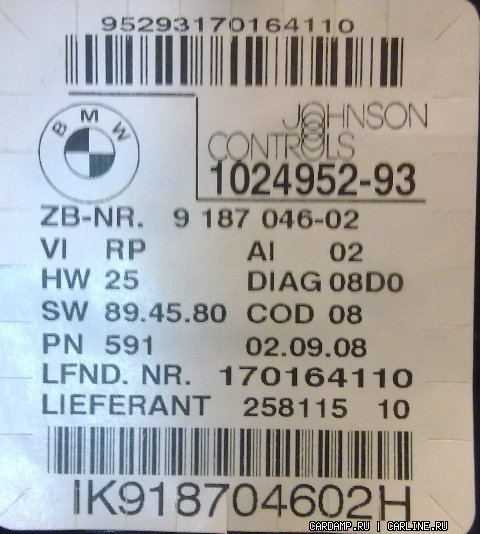 95293170164110
BMW
JOHNSON
CONTROLS
1024952-93
ZB-NR. 9 187 046-02
VI RP AI 02
HW 25 DIAG 08D0
SW 89.45.80 COD 08
PN 591 02.09.08
LFND. NR. 170164110
LIEFERANT 258115 10
IK918704602H
CARDAMP.RU | CARLINE.RU